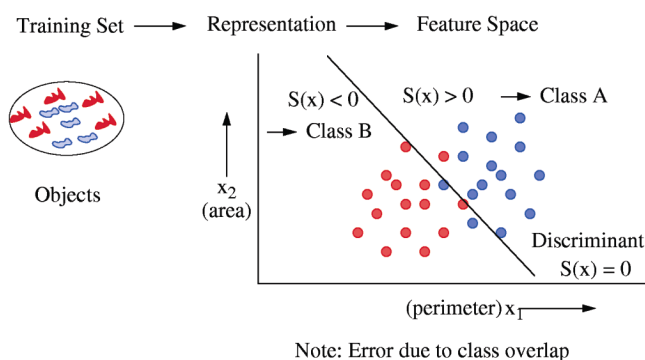 Training Set Representation Feature Space
S(x) < 0 S(x) > 0 Class A
Class B
Objects
x2
(area)
Discriminant
S(x) = 0
(perimeter) x1
Note: Error due to class overlap